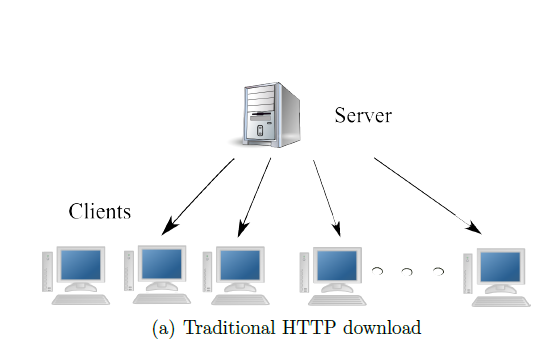 Server
Clients
(a) Traditional HTTP download